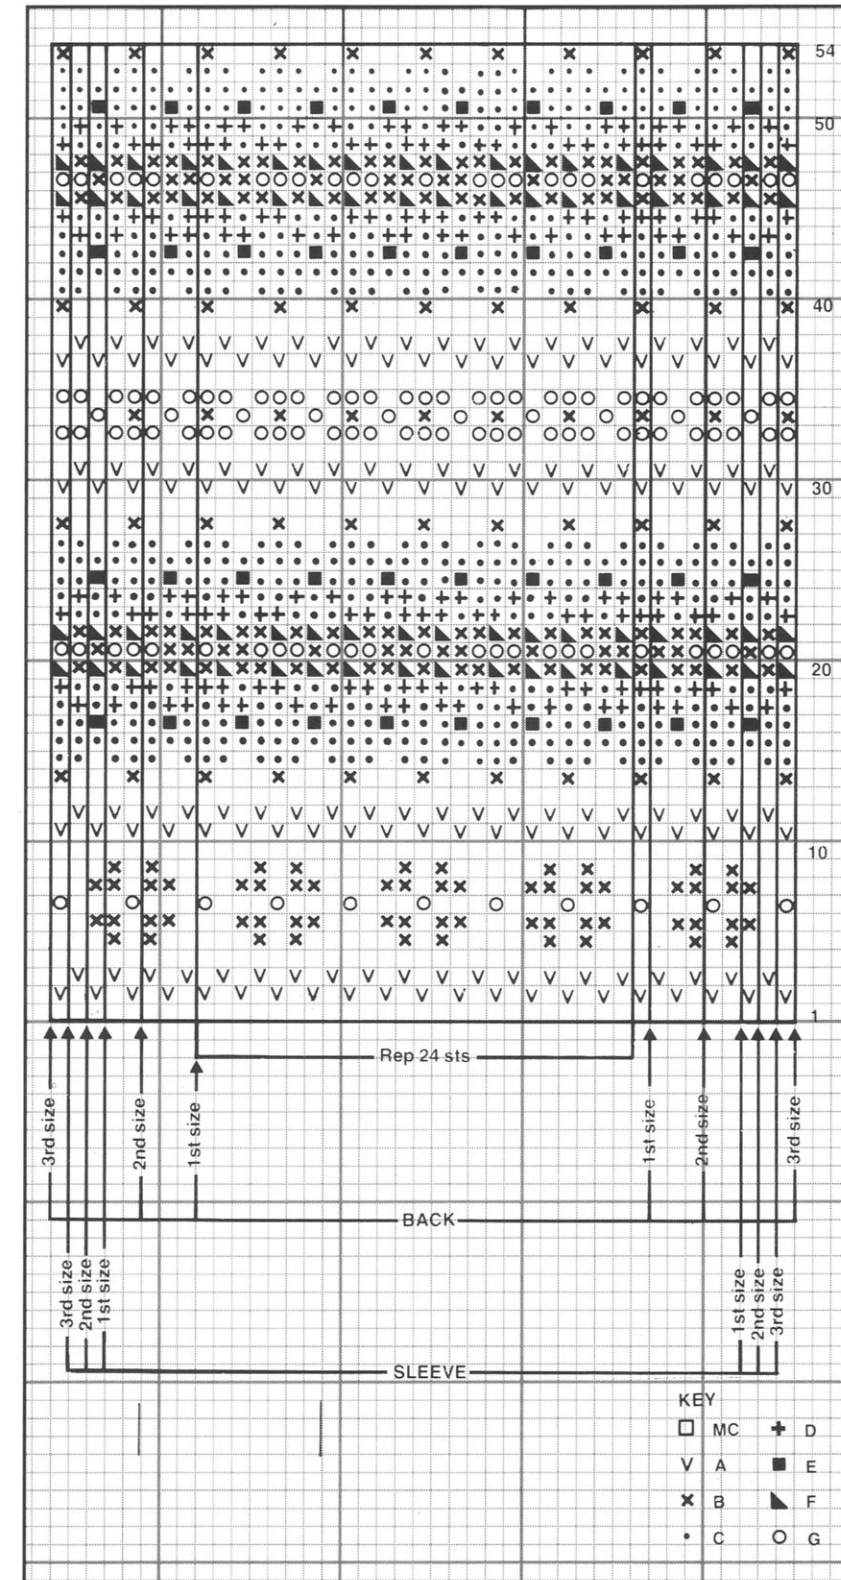 54
50
40
30
20
10
1
Rep 24 sts
3rd size
2nd size
1st size
1st size
2nd size
3rd size
BACK
3rd size
2nd size
1st size
1st size
2nd size
3rd size
SLEEVE
KEY
MC D
A E
B F
C G